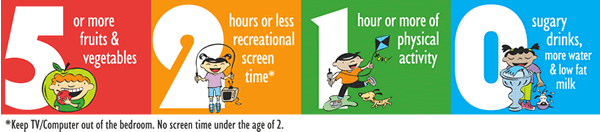 5
or more
fruits &
vegetables
2
hours or less
recreational
screen
time*
1
hour or more of
physical
activity
0
sugary
drinks,
more water
& low fat
milk
*Keep TV/Computer out of the bedroom. No screen time under the age of 2.